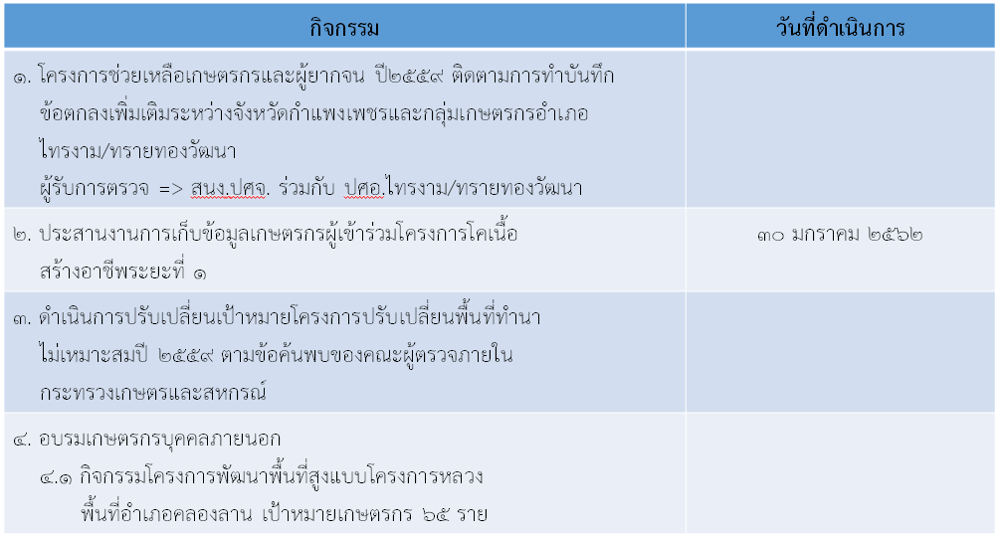 กิจกรรม วันที่ดำเนินการ
๑. โครงการช่วยเหลือเกษตรกรและผู้ยากจน ปี๒๕๕๙ ติดตามการทำบันทึก
ข้อตกลงเพิ่มเติมระหว่างจังหวัดกำแพงเพชรและกลุ่มเกษตรกรอำเภอ
ไทรงาม/ทรายทองวัฒนา
ผู้รับการตรวจ => สนง.ปศจ. ร่วมกับ ปศอ.ไทรงาม/ทรายทองวัฒนา
๒. ประสานงานการเก็บข้อมูลเกษตรกรผู้เข้าร่วมโครงการโคเนื้อ ๓๐ มกราคม ๒๕๖๒
สร้างอาชีพระยะที่ ๑
๓. ดำเนินการปรับเปลี่ยนเป้าหมายโครงการปรับเปลี่ยนพื้นที่ทำนา
ไม่เหมาะสมปี ๒๕๕๙ ตามข้อค้นพบของคณะผู้ตรวจภายใน
กระทรวงเกษตรและสหกรณ์
๔. อบรมเกษตรกรบุคคลภายนอก
๔.๑ กิจกรรมโครงการพัฒนาพื้นที่สูงแบบโครงการหลวง
พื้นที่อำเภอคลองลาน เป้าหมายเกษตรกร ๖๕ ราย